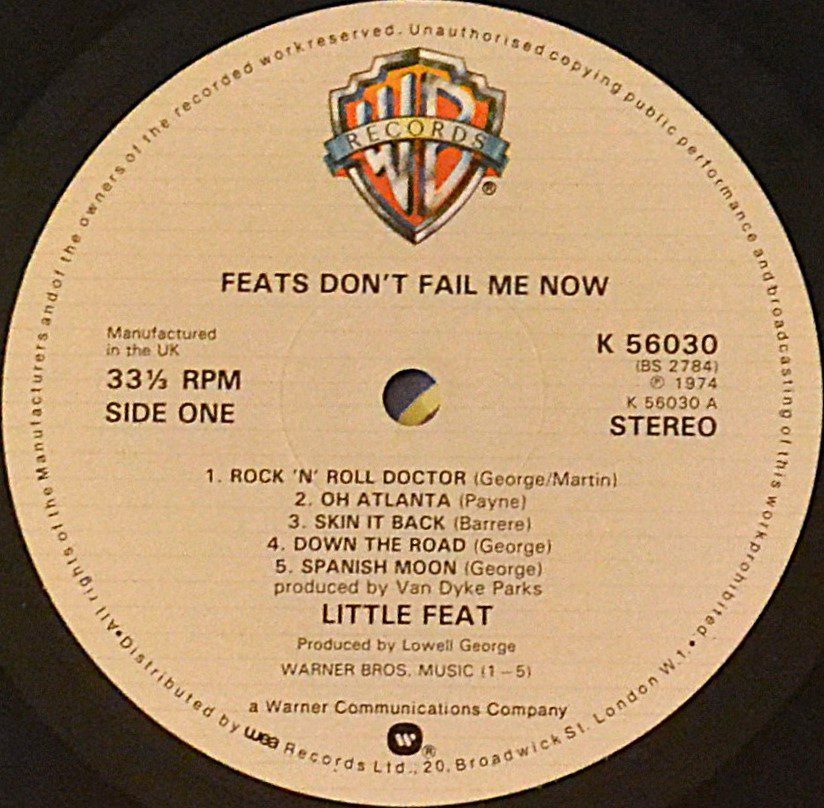 •All rights of the Manufacturers and of the owners of the recorded work reserved. Unauthorised copying public performance and broadcasting of this work prohibited.•
WB
RECORDS
®
FEATS DON'T FAIL ME NOW
Manufactured
in the UK
33⅓ RPM
SIDE ONE
K 56030
(BS 2784)
℗ 1974
K 56030 A
STEREO
1. ROCK 'N' ROLL DOCTOR (George/Martin)
2. OH ATLANTA (Payne)
3. SKIN IT BACK (Barrere)
4. DOWN THE ROAD (George)
5. SPANISH MOON (George)
produced by Van Dyke Parks
LITTLE FEAT
Produced by Lowell George
WARNER BROS. MUSIC (1–5)
a Warner Communications Company
W®
Distributed by wea Records Ltd., 20, Broadwick St. London W.1.